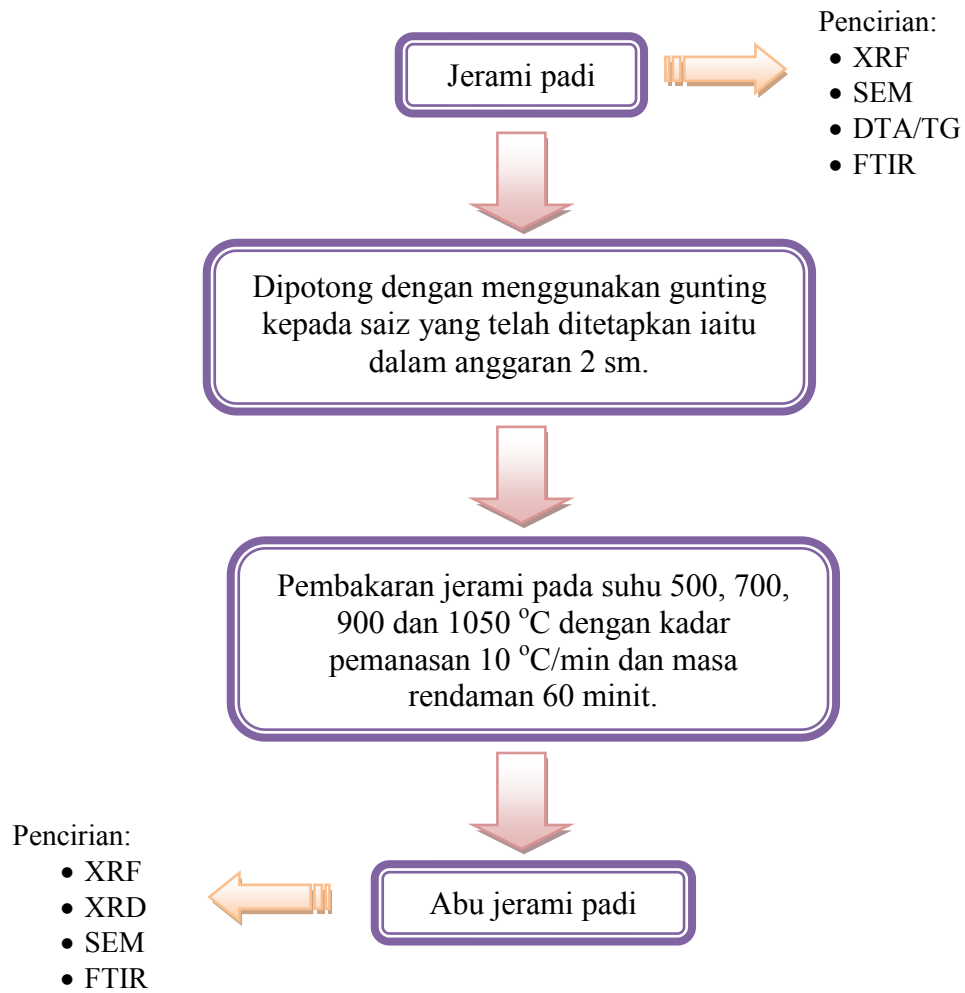 Jerami padi
Pencirian:
• XRF
• SEM
• DTA/TG
• FTIR
Dipotong dengan menggunakan gunting
kepada saiz yang telah ditetapkan iaitu
dalam anggaran 2 sm.
Pembakaran jerami pada suhu 500, 700,
900 dan 1050 °C dengan kadar
pemanasan 10 °C/min dan masa
rendaman 60 minit.
Abu jerami padi
Pencirian:
• XRF
• XRD
• SEM
• FTIR